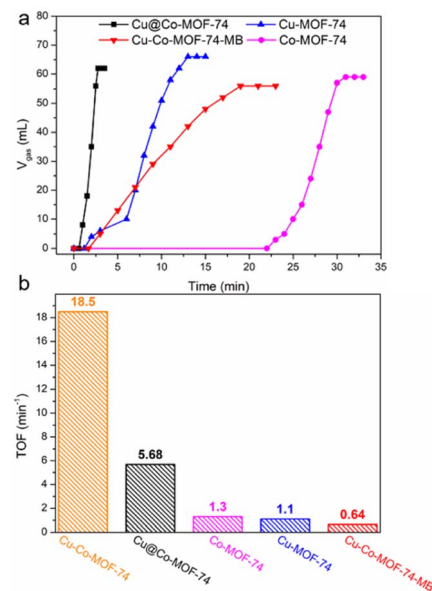 a
Cu@Co-MOF-74 Cu-MOF-74
Cu-Co-MOF-74-MB Co-MOF-74
Vgas (mL)
80
70
60
50
40
30
20
10
0
0 5 10 15 20 25 30 35
Time (min)
b
TOF (min⁻¹)
18
16
14
12
10
8
6
4
2
0
18.5
5.68
1.3
1.1
0.64
Cu-Co-MOF-74
Cu@Co-MOF-74
Co-MOF-74
Cu-MOF-74
Cu-Co-MOF-74-MB